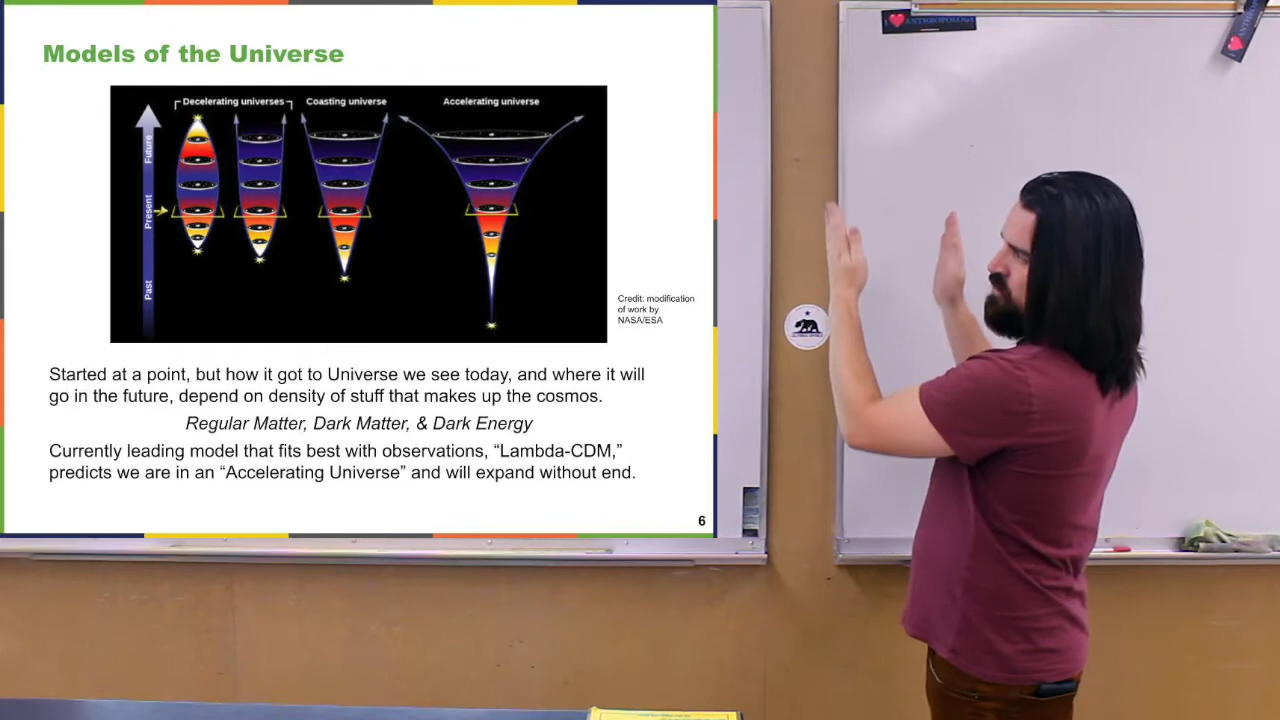 Models of the Universe
Decelerating universes
Coasting universe
Accelerating universe
Future
Present
Past
Credit: modification
of work by
NASA/ESA
Started at a point, but how it got to Universe we see today, and where it will
go in the future, depend on density of stuff that makes up the cosmos.
Regular Matter, Dark Matter, & Dark Energy
Currently leading model that fits best with observations, “Lambda-CDM,”
predicts we are in an “Accelerating Universe” and will expand without end.
6
I ❤ ANTHROPOLOGY